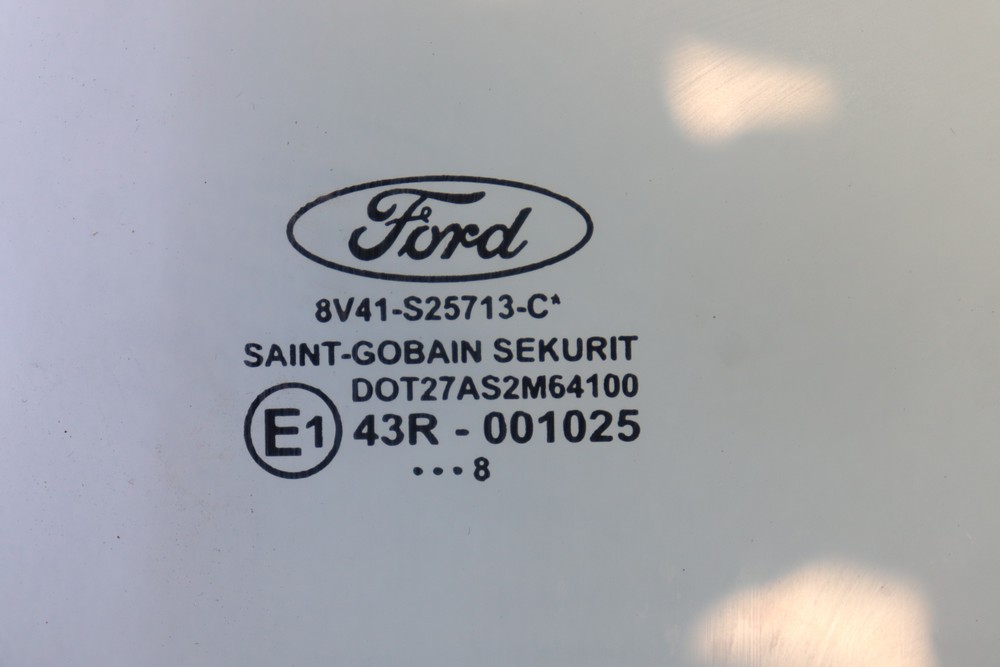 Ford
8V41-S25713-C*
SAINT-GOBAIN SEKURIT
DOT27AS2M64100
E1 43R - 001025
•••8